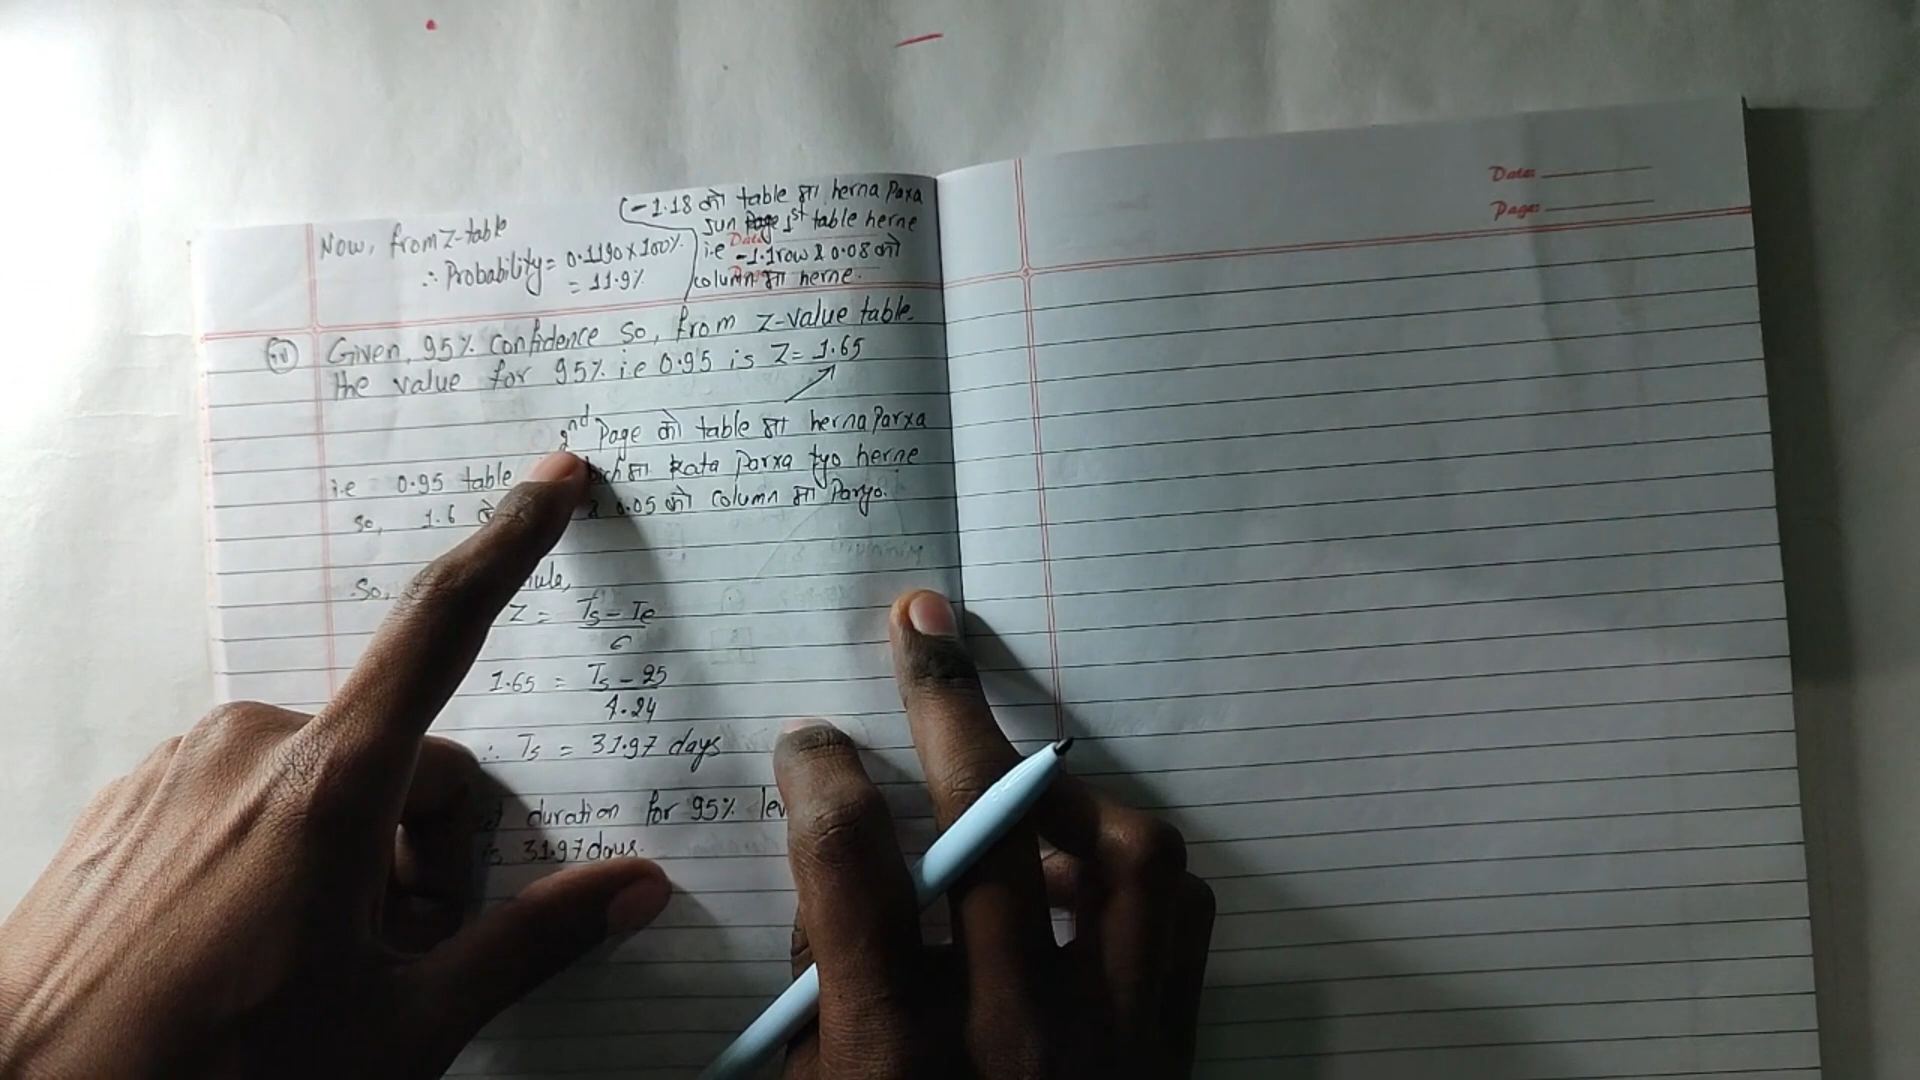 (-1.18 को table मा herna Parxa
sun 1st table herne
i.e -1.1 row & 0.08 को
column मा herne.
Now, from Z-table
∴ Probability = 0.1190 × 100%
= 11.9%
Given, 95% Confidence so, from z-value table
the value for 95% i.e 0.95 is Z = 1.65
2nd Page को table मा herna Parxa
i.e 0.95 table मा kata Parxa tyo herne
so, 1.6 & 0.05 को column मा Paryo.
So,
Z = Ts - Te / σ
1.65 = Ts - 25 / 4.24
∴ Ts = 31.97 days
duration for 95%
is 31.97 days.
Date:
Page: